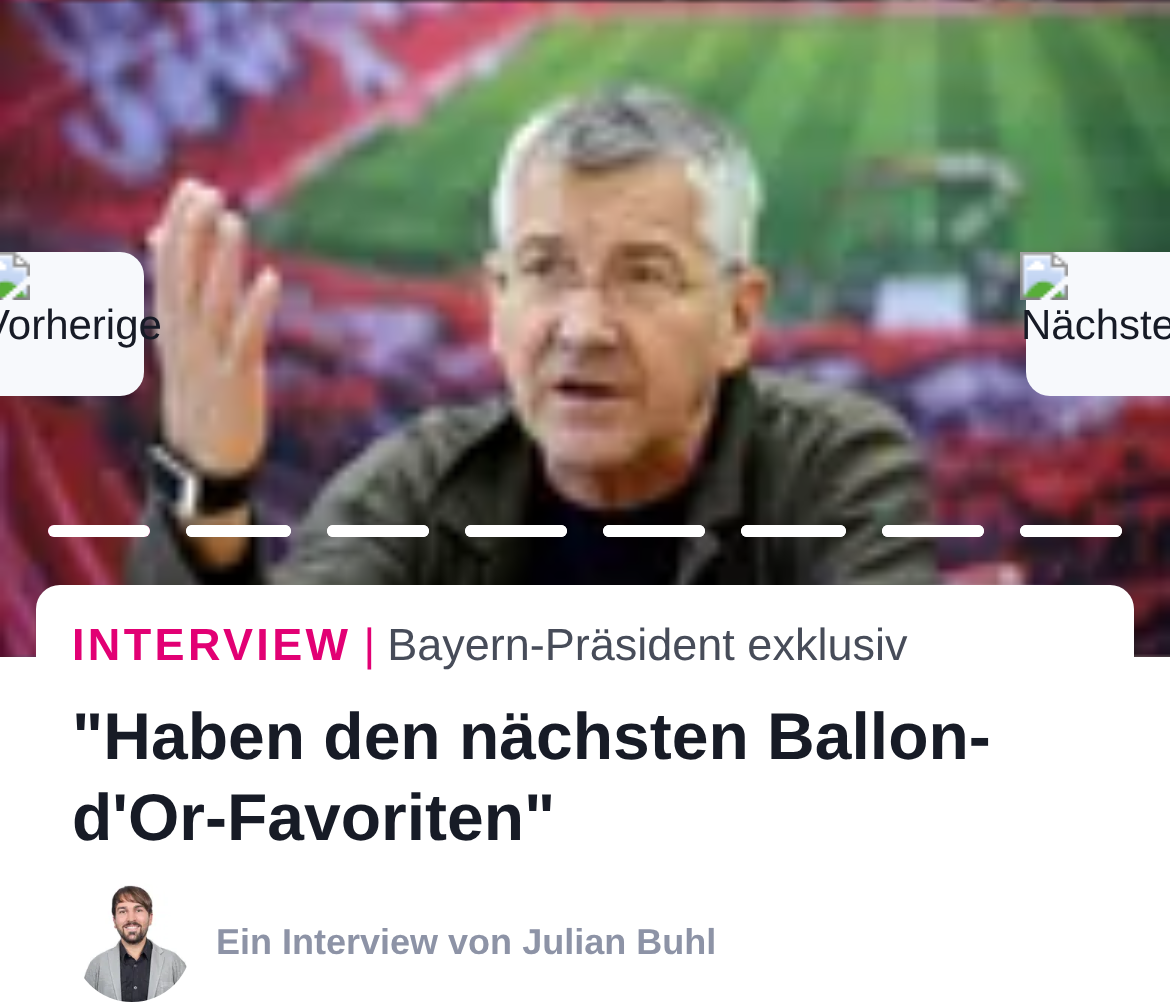 Vorherige
Nächste
INTERVIEW | Bayern-Präsident exklusiv
"Haben den nächsten Ballon-
d'Or-Favoriten"
Ein Interview von Julian Buhl